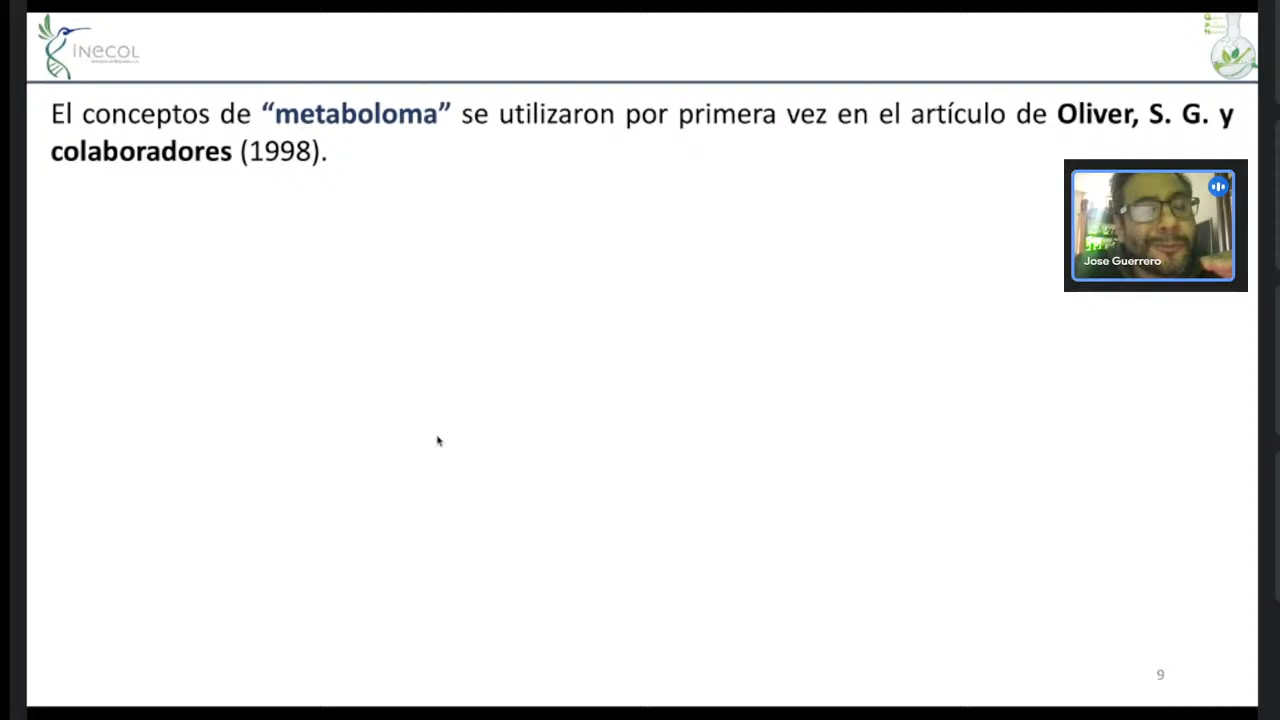 INECOL
El conceptos de “metaboloma” se utilizaron por primera vez en el artículo de Oliver, S. G. y
colaboradores (1998).
Jose Guerrero
9